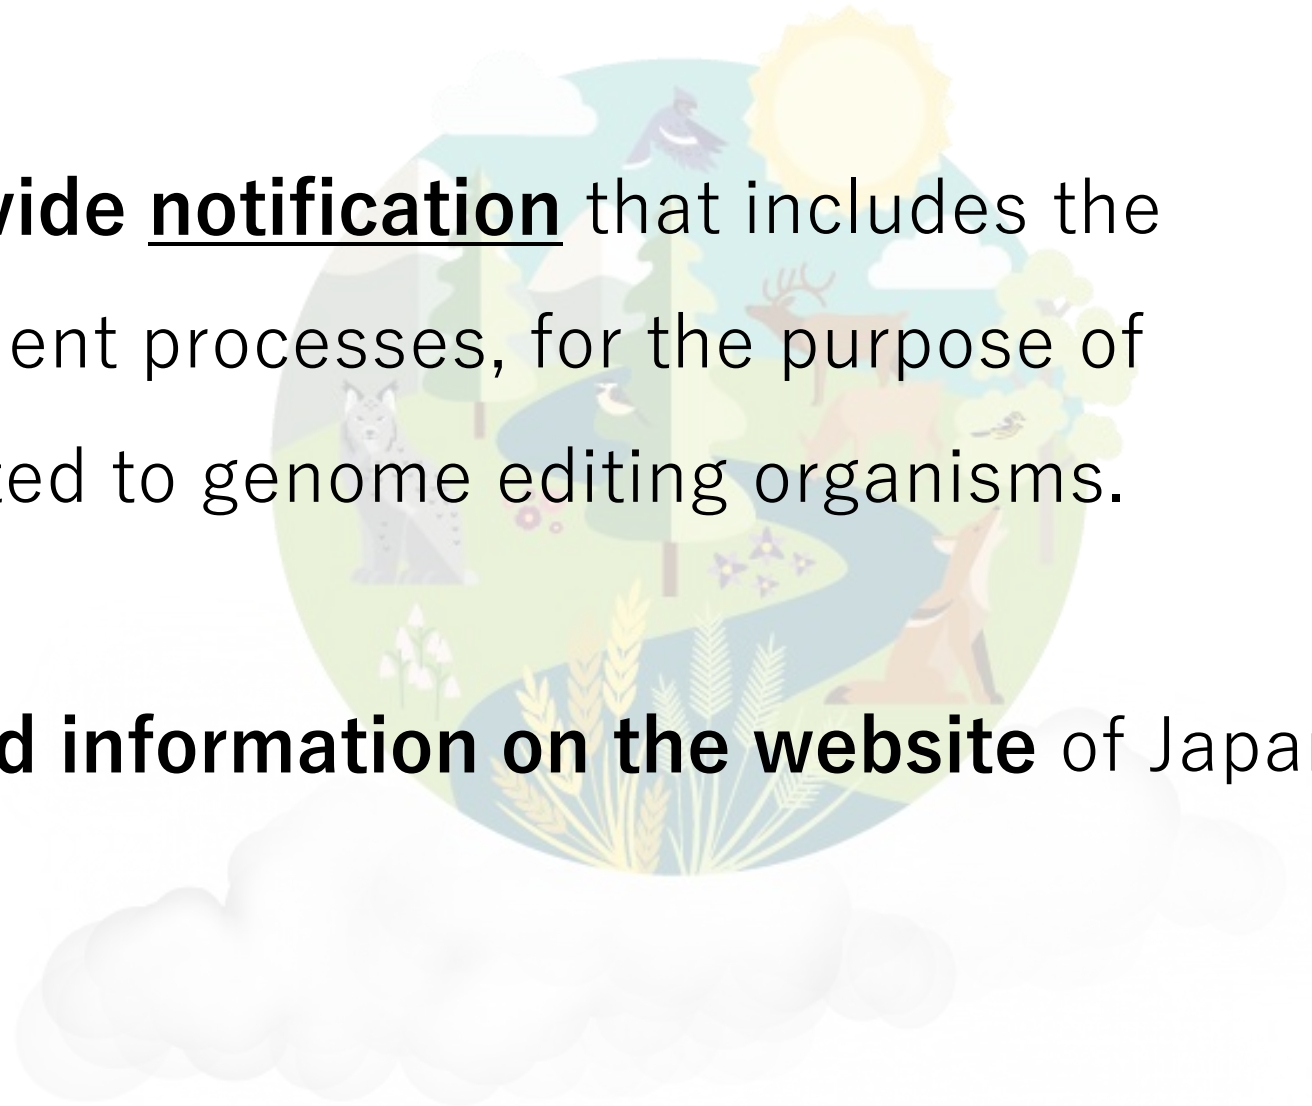 vide notification that includes the
ent processes, for the purpose of
ted to genome editing organisms.
d information on the website of Japan